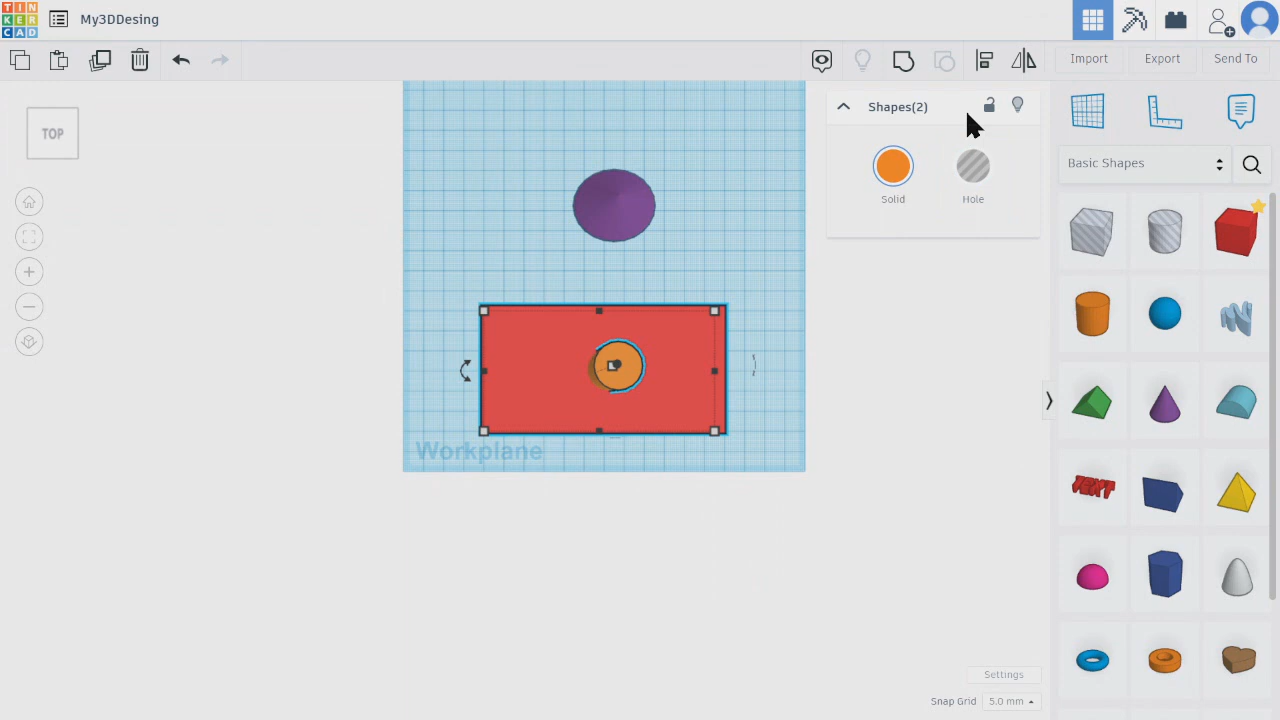 TIN
KER
CAD
My3DDesing
Import
Export
Send To
TOP
Shapes(2)
Solid
Hole
Basic Shapes
TEXT
Workplane
Settings
Snap Grid
5.0 mm